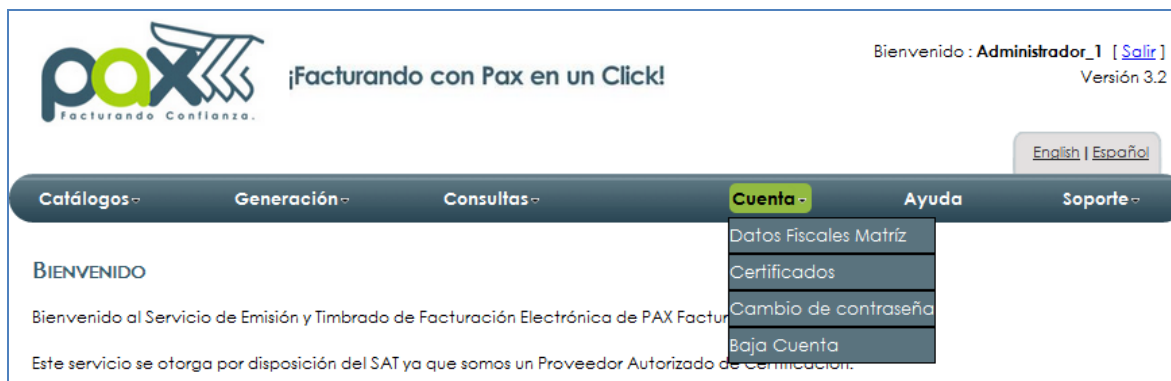 pax
Facturando Confianza.
¡Facturando con Pax en un Click!
Bienvenido : Administrador_1 [ Salir ]
Versión 3.2
English | Español
Catálogos Generación Consultas Cuenta Ayuda Soporte
Datos Fiscales Matríz
Certificados
Cambio de contraseña
Baja Cuenta
BIENVENIDO
Bienvenido al Servicio de Emisión y Timbrado de Facturación Electrónica de PAX Factur
Este servicio se otorga por disposición del SAT ya que somos un Proveedor Autorizado de Certificación.